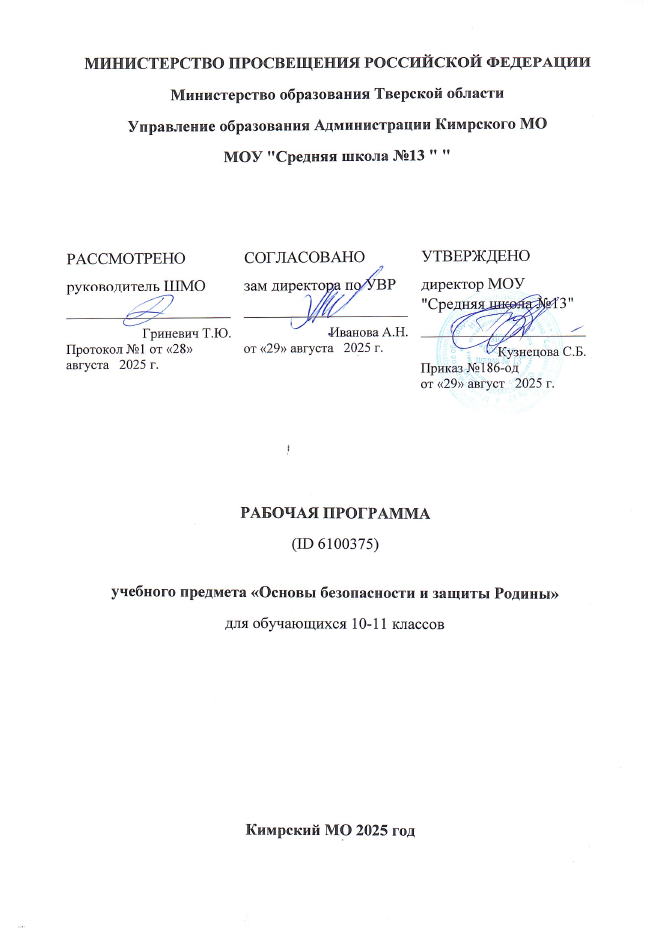 МИНИСТЕРСТВО ПРОСВЕЩЕНИЯ РОССИЙСКОЙ ФЕДЕРАЦИИ
Министерство образования Тверской области
Управление образования Администрации Кимрского МО
МОУ "Средняя школа №13 " "
РАССМОТРЕНО
руководитель ШМО
Гриневич Т.Ю.
Протокол №1 от «28»
августа 2025 г.
СОГЛАСОВАНО
зам директора по УВР
Иванова А.Н.
от «29» августа 2025 г.
УТВЕРЖДЕНО
директор МОУ
"Средняя школа №13"
Кузнецова С.Б.
Приказ №186-од
от «29» август 2025 г.
РАБОЧАЯ ПРОГРАММА
(ID 6100375)
учебного предмета «Основы безопасности и защиты Родины»
для обучающихся 10-11 классов
Кимрский МО 2025 год